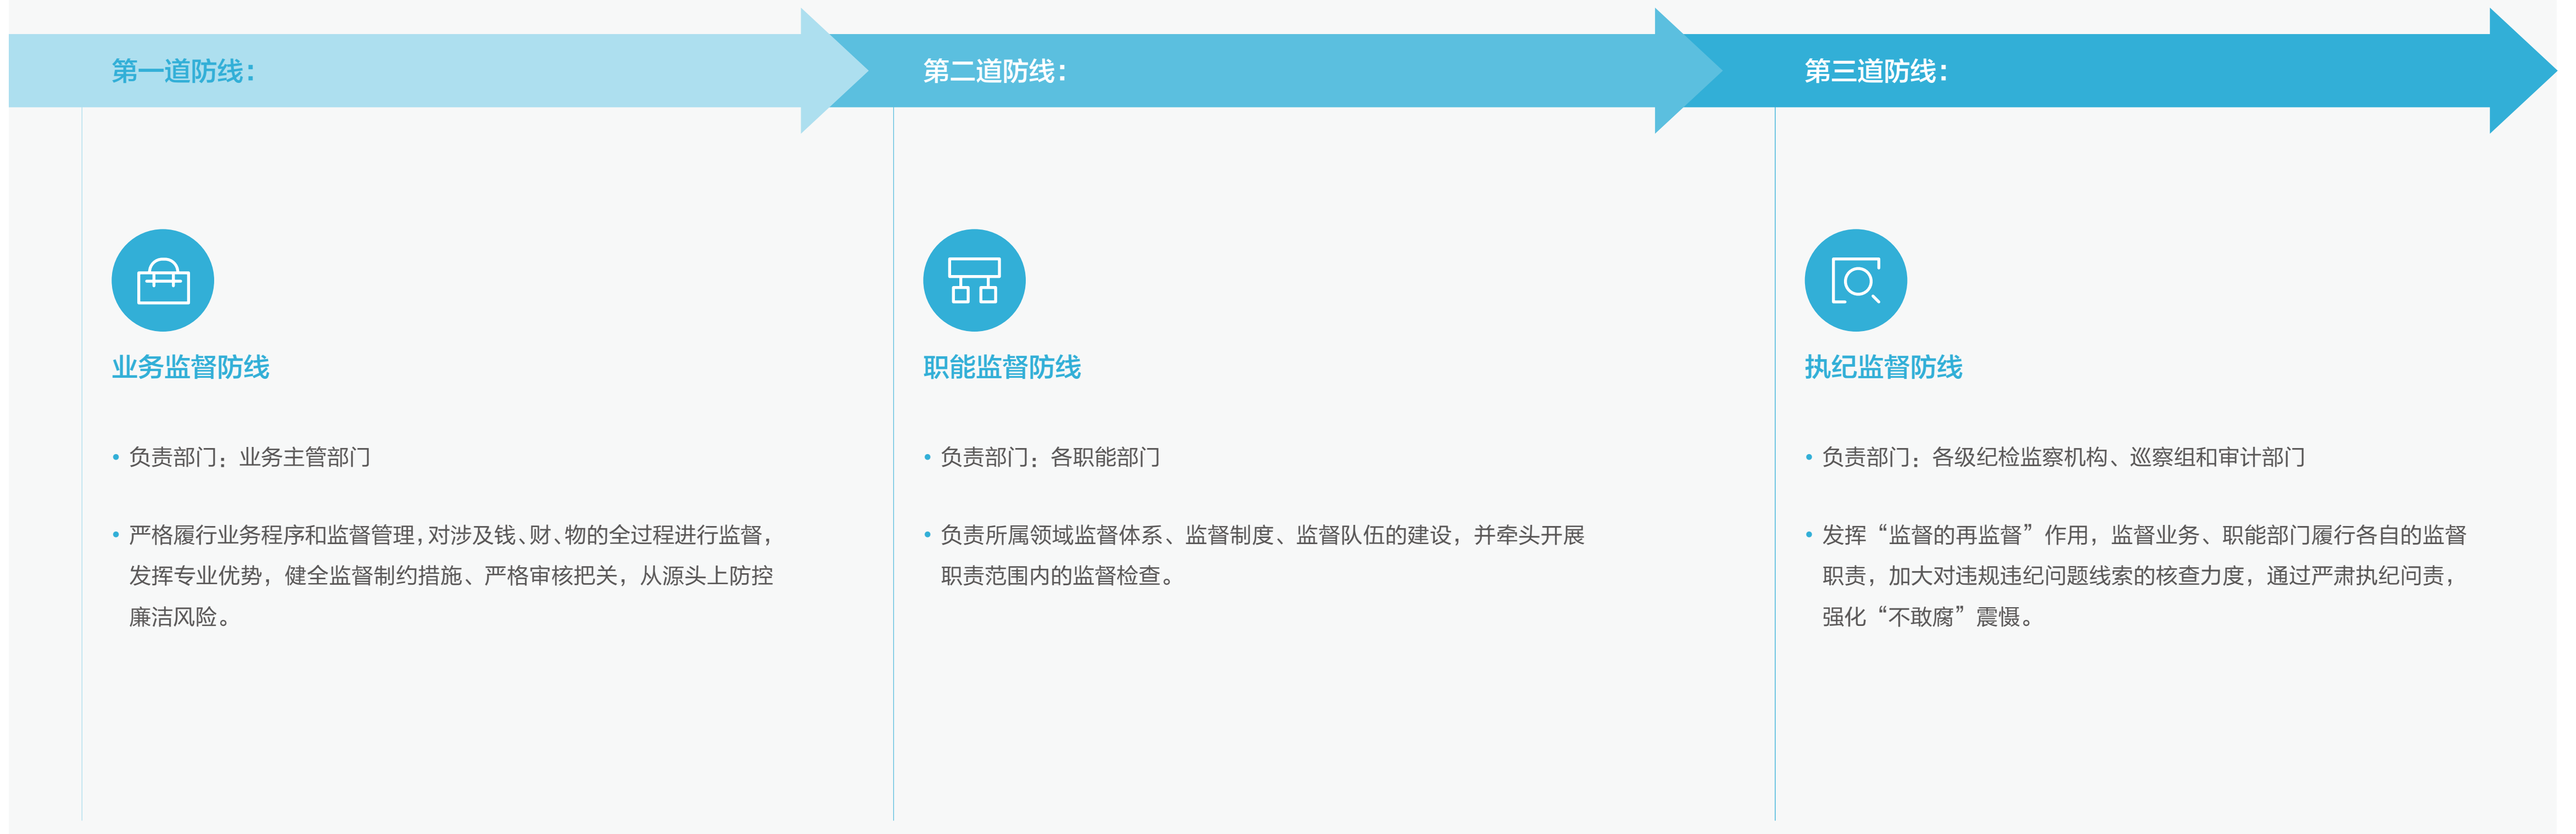 第一道防线：
业务监督防线
• 负责部门：业务主管部门
• 严格履行业务程序和监督管理，对涉及钱、财、物的全过程进行监督，
发挥专业优势，健全监督制约措施、严格审核把关，从源头上防控
廉洁风险。
第二道防线：
职能监督防线
• 负责部门：各职能部门
• 负责所属领域监督体系、监督制度、监督队伍的建设，并牵头开展
职责范围内的监督检查。
第三道防线：
执纪监督防线
• 负责部门：各级纪检监察机构、巡察组和审计部门
• 发挥“监督的再监督”作用，监督业务、职能部门履行各自的监督
职责，加大对违规违纪问题线索的核查力度，通过严肃执纪问责，
强化“不敢腐”震慑。